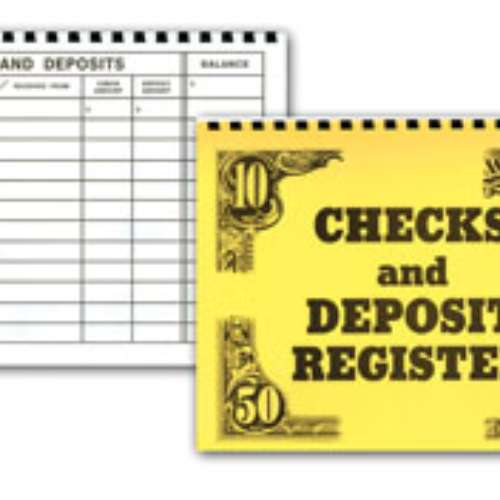 AND DEPOSITS BALANCE
10
CHECKS
and
DEPOSIT
REGISTE
50